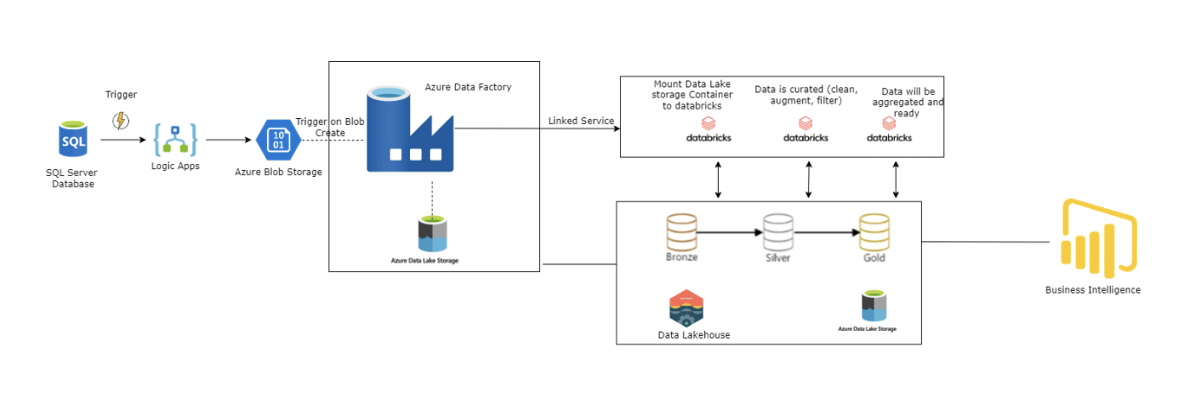 Trigger
SQL
SQL Server
Database
Logic Apps
10
01
Azure Blob Storage
Trigger on Blob
Create
Azure Data Factory
Azure Data Lake Storage
Linked Service
Mount Data Lake
storage Container
to databricks
databricks
Data is curated (clean,
augment, filter)
databricks
Data will be
aggregated and
ready
databricks
Bronze
Silver
Gold
Data Lakehouse
Azure Data Lake Storage
Business Intelligence